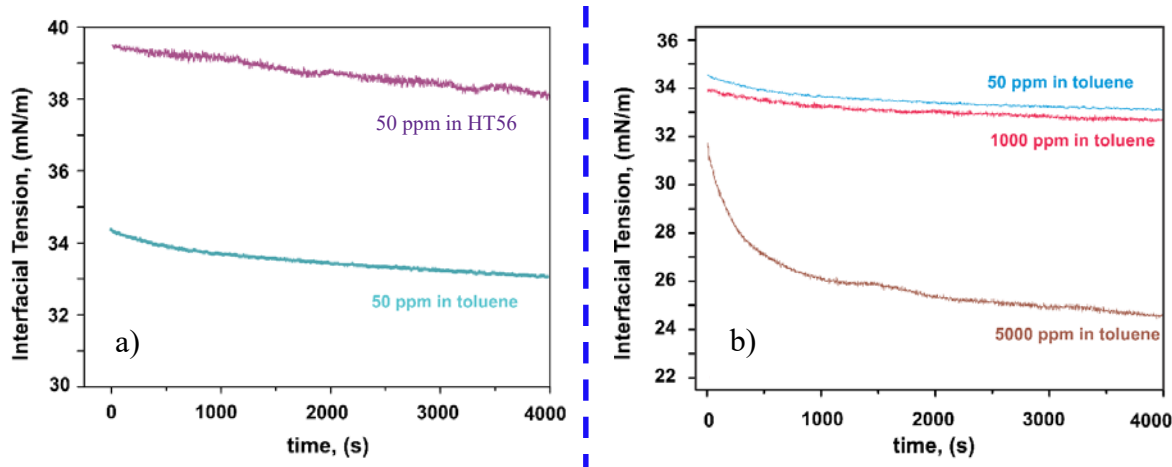 Interfacial Tension, (mN/m)
40
38
36
34
32
30
50 ppm in HT56
50 ppm in toluene
a)
0 1000 2000 3000 4000
time, (s)
Interfacial Tension, (mN/m)
36
34
32
30
28
26
24
22
50 ppm in toluene
1000 ppm in toluene
5000 ppm in toluene
b)
0 1000 2000 3000 4000
time, (s)